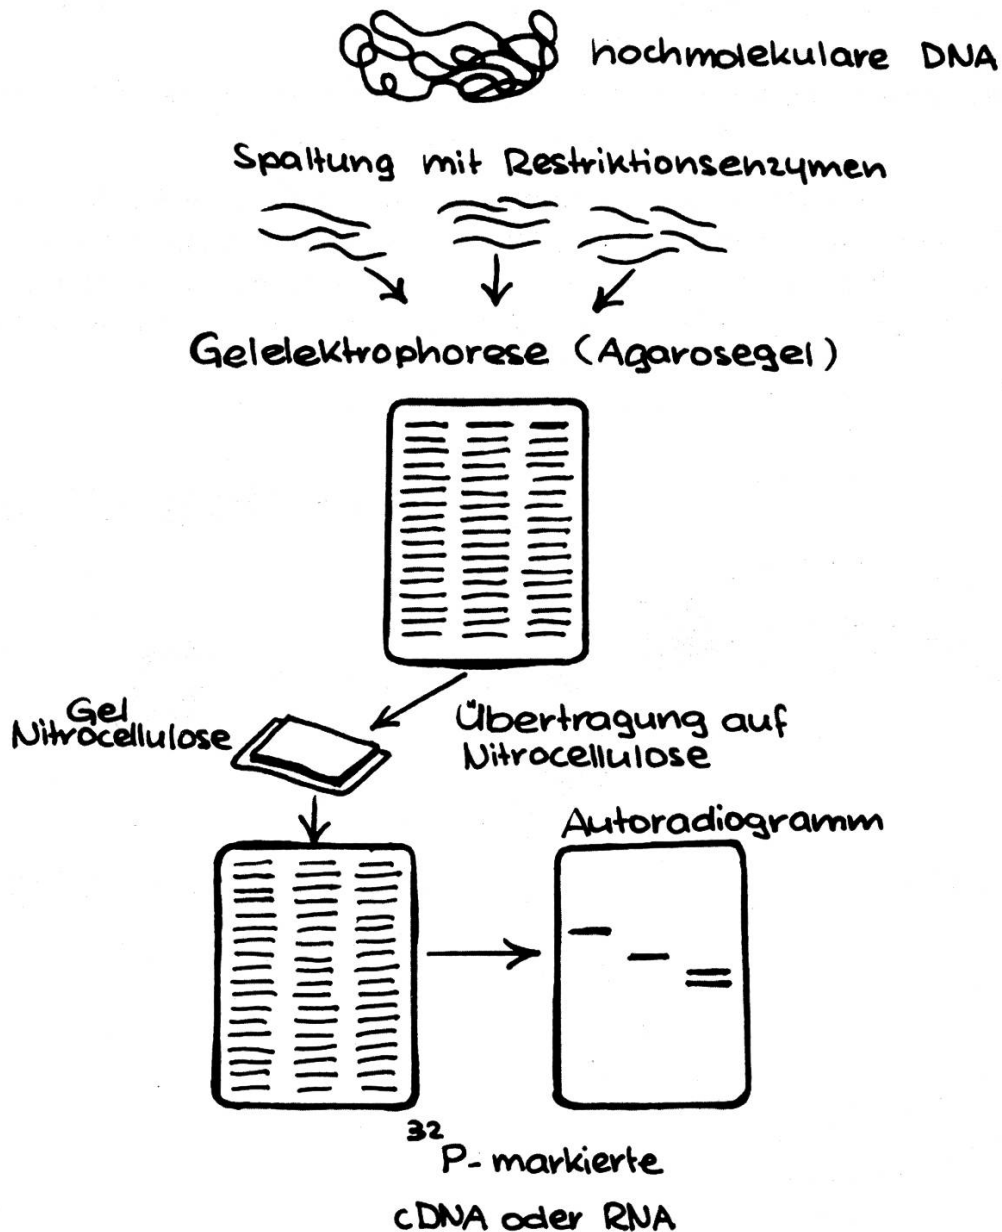 hochmolekulare DNA
Spaltung mit Restriktionsenzymen
Gelelektrophorese (Agarosegel)
Gel
Nitrocellulose
Übertragung auf
Nitrocellulose
Autoradiogramm
32
P-markierte
cDNA oder RNA